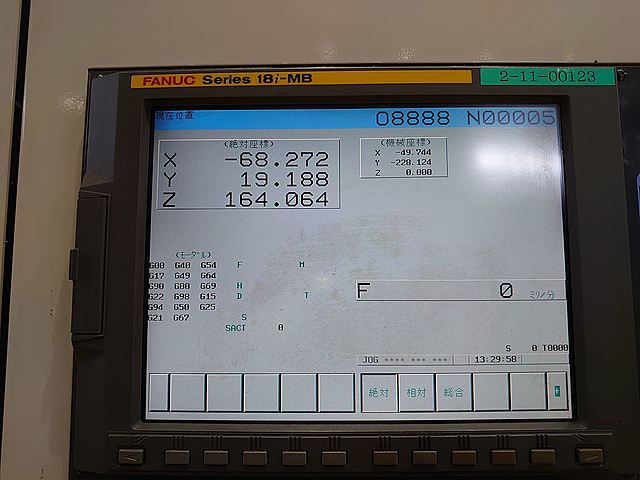 FANUC Series 18i-MB
2-11-00123
現在位置 O8888 N00005
(絶対座標)
X -68.272
Y 19.188
Z 164.064
(機械座標)
X -49.744
Y -228.124
Z 0.000
(モーダル)
G00 G40 G54 F M
G17 G49 G64
G90 G80 G69 H
G22 G98 G15 D T
G94 G50 G25
G21 G67 S
SACT 0
F 0 ミリ/分
S 0 T0000
JOG **** *** *** 13:29:58
絶対 相対 総合